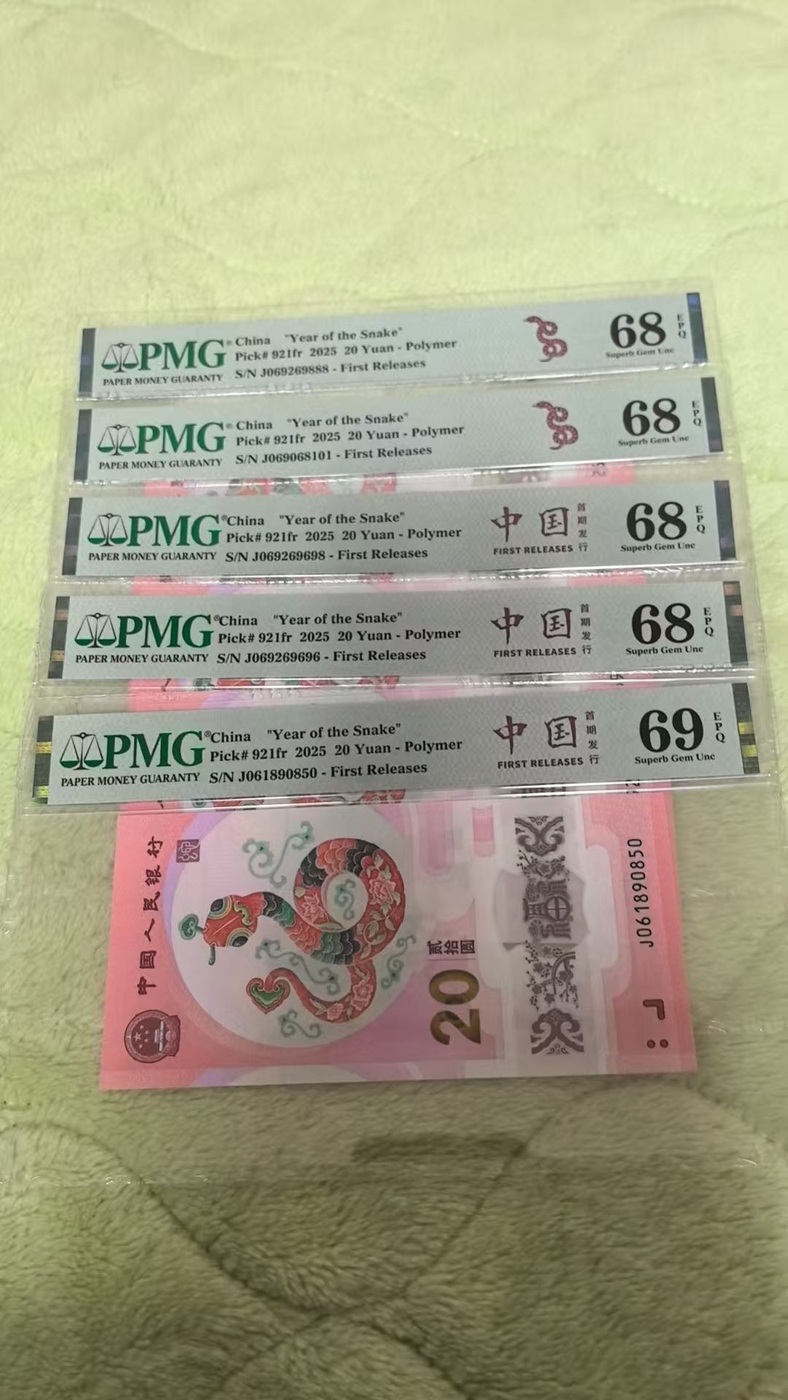 PMG
PAPER MONEY GUARANTY
China "Year of the Snake"
Pick# 921fr 2025 20 Yuan - Polymer
S/N J069269888 - First Releases
68
EPQ
Superb Gem Unc
PMG
PAPER MONEY GUARANTY
China "Year of the Snake"
Pick# 921fr 2025 20 Yuan - Polymer
S/N J069068101 - First Releases
68
EPQ
Superb Gem Unc
PMG
PAPER MONEY GUARANTY
China "Year of the Snake"
Pick# 921fr 2025 20 Yuan - Polymer
S/N J069269698 - First Releases
中国
首期发行
FIRST RELEASES
68
EPQ
Superb Gem Unc
PMG
PAPER MONEY GUARANTY
China "Year of the Snake"
Pick# 921fr 2025 20 Yuan - Polymer
S/N J069269696 - First Releases
中国
首期发行
FIRST RELEASES
68
EPQ
Superb Gem Unc
PMG
PAPER MONEY GUARANTY
China "Year of the Snake"
Pick# 921fr 2025 20 Yuan - Polymer
S/N J061890850 - First Releases
中国
首期发行
FIRST RELEASES
69
EPQ
Superb Gem Unc
中国人民银行
20
贰拾圆
J061890850